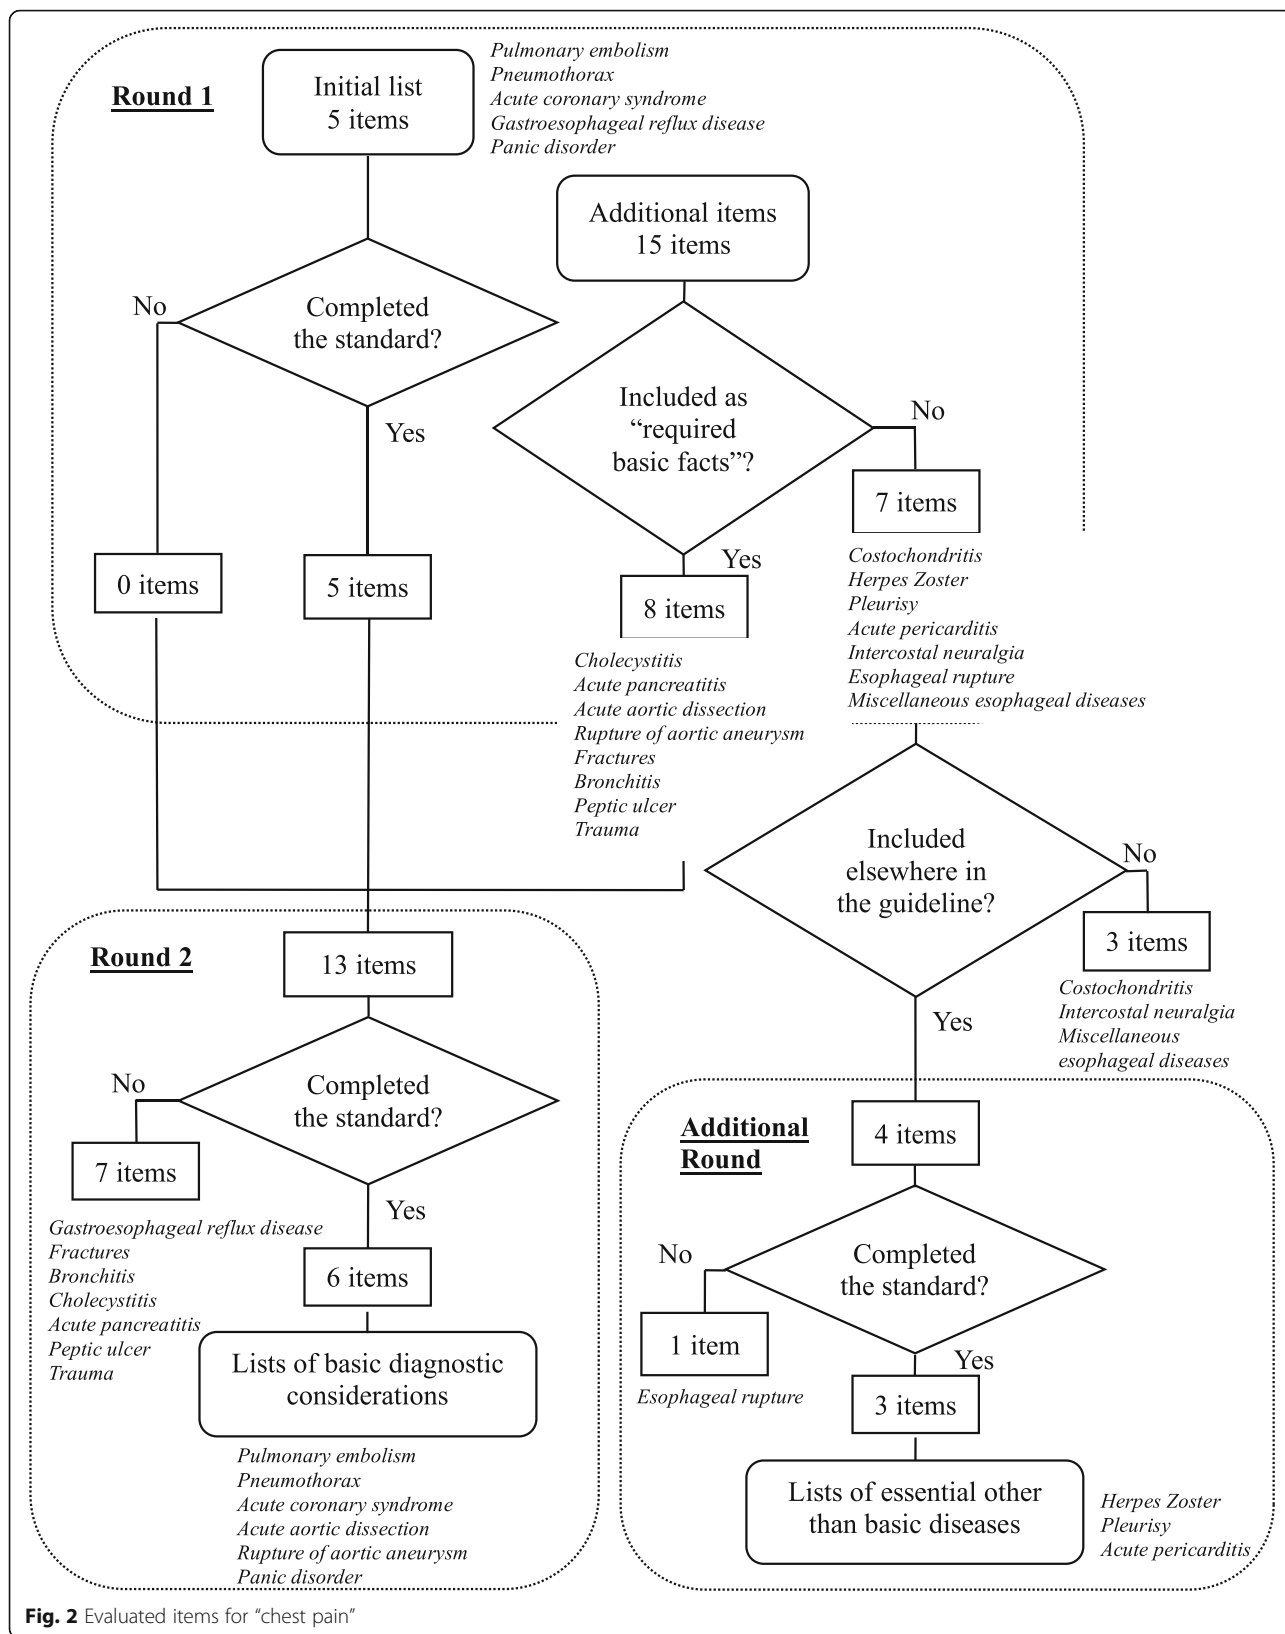 Round 1
Initial list
5 items
Pulmonary embolism
Pneumothorax
Acute coronary syndrome
Gastroesophageal reflux disease
Panic disorder
Additional items
15 items
No
Completed
the standard?
Yes
Included as
“required
basic facts”?
No
7 items
Yes
0 items
5 items
8 items
Costochondritis
Herpes Zoster
Pleurisy
Acute pericarditis
Intercostal neuralgia
Esophageal rupture
Miscellaneous esophageal diseases
Cholecystitis
Acute pancreatitis
Acute aortic dissection
Rupture of aortic aneurysm
Fractures
Bronchitis
Peptic ulcer
Trauma
Included
elsewhere in
the guideline?
No
3 items
Costochondritis
Intercostal neuralgia
Miscellaneous
esophageal diseases
Yes
Round 2
13 items
Completed
the standard?
No
7 items
Gastroesophageal reflux disease
Fractures
Bronchitis
Cholecystitis
Acute pancreatitis
Peptic ulcer
Trauma
Yes
6 items
Lists of basic diagnostic
considerations
Pulmonary embolism
Pneumothorax
Acute coronary syndrome
Acute aortic dissection
Rupture of aortic aneurysm
Panic disorder
Additional
Round
4 items
Completed
the standard?
No
1 item
Esophageal rupture
Yes
3 items
Lists of essential other
than basic diseases
Herpes Zoster
Pleurisy
Acute pericarditis
Fig. 2 Evaluated items for “chest pain”